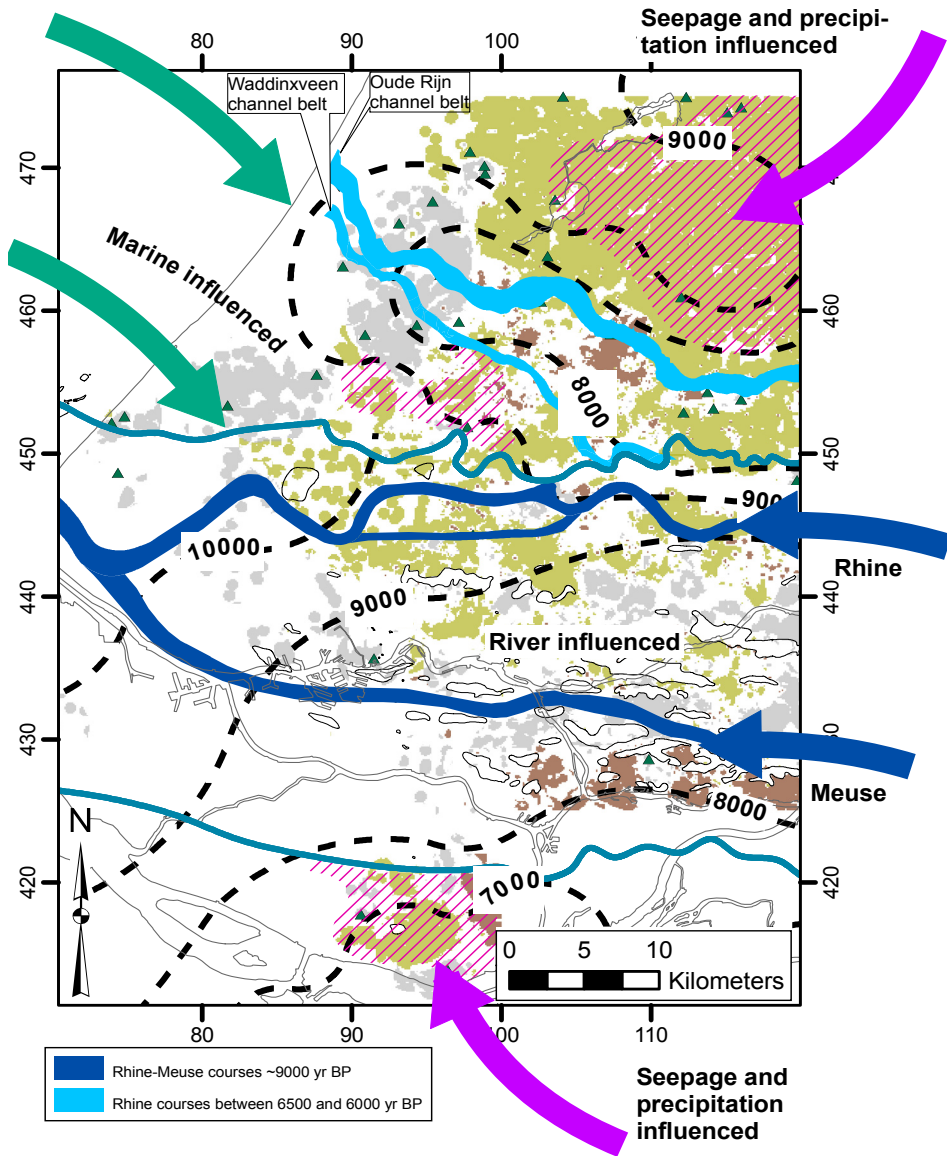 Seepage and precipi-
tation influenced
80
90
100
Waddinxveen
channel belt
Oude Rijn
channel belt
9000
470
Marine influenced
460
460
8000
450
900
10000
Rhine
440
440
9000
River influenced
430
Meuse
8000
N
420
7000
420
0 5 10
Kilometers
80
90
100
110
Rhine-Meuse courses ~9000 yr BP
Rhine courses between 6500 and 6000 yr BP
Seepage and
precipitation
influenced